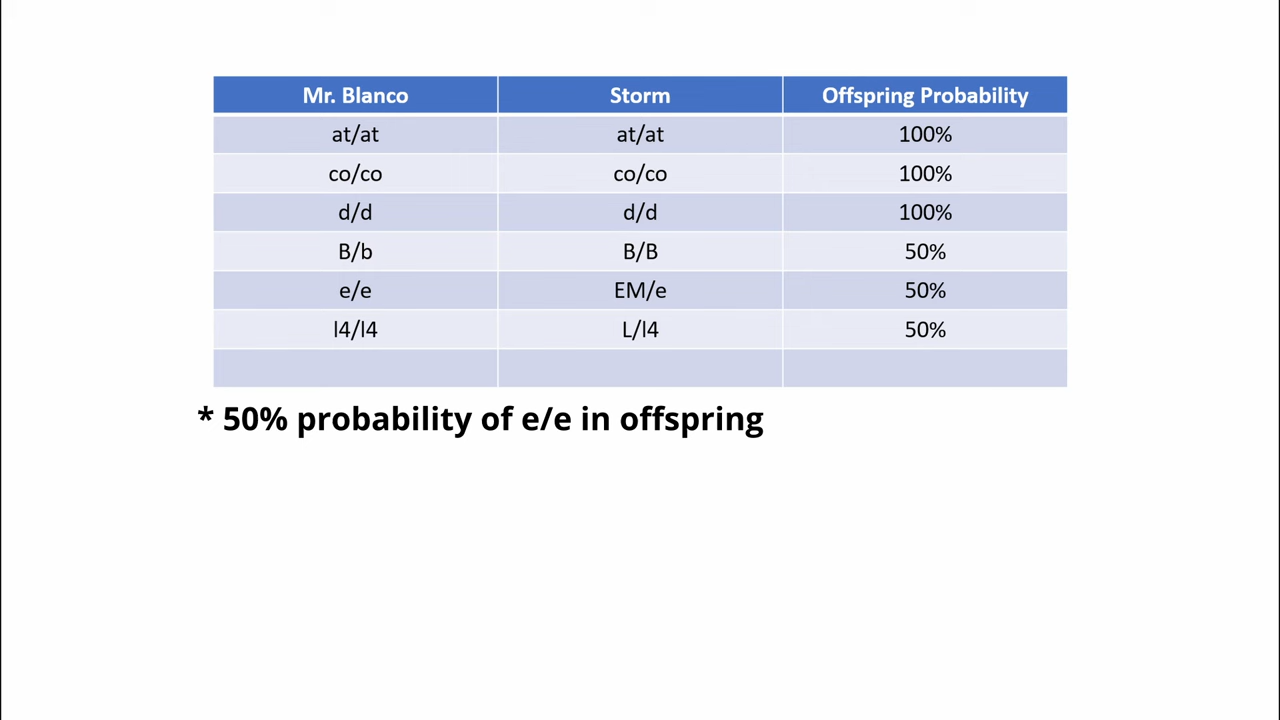 Mr. Blanco Storm Offspring Probability
at/at at/at 100%
co/co co/co 100%
d/d d/d 100%
B/b B/B 50%
e/e EM/e 50%
l4/l4 L/l4 50%
* 50% probability of e/e in offspring